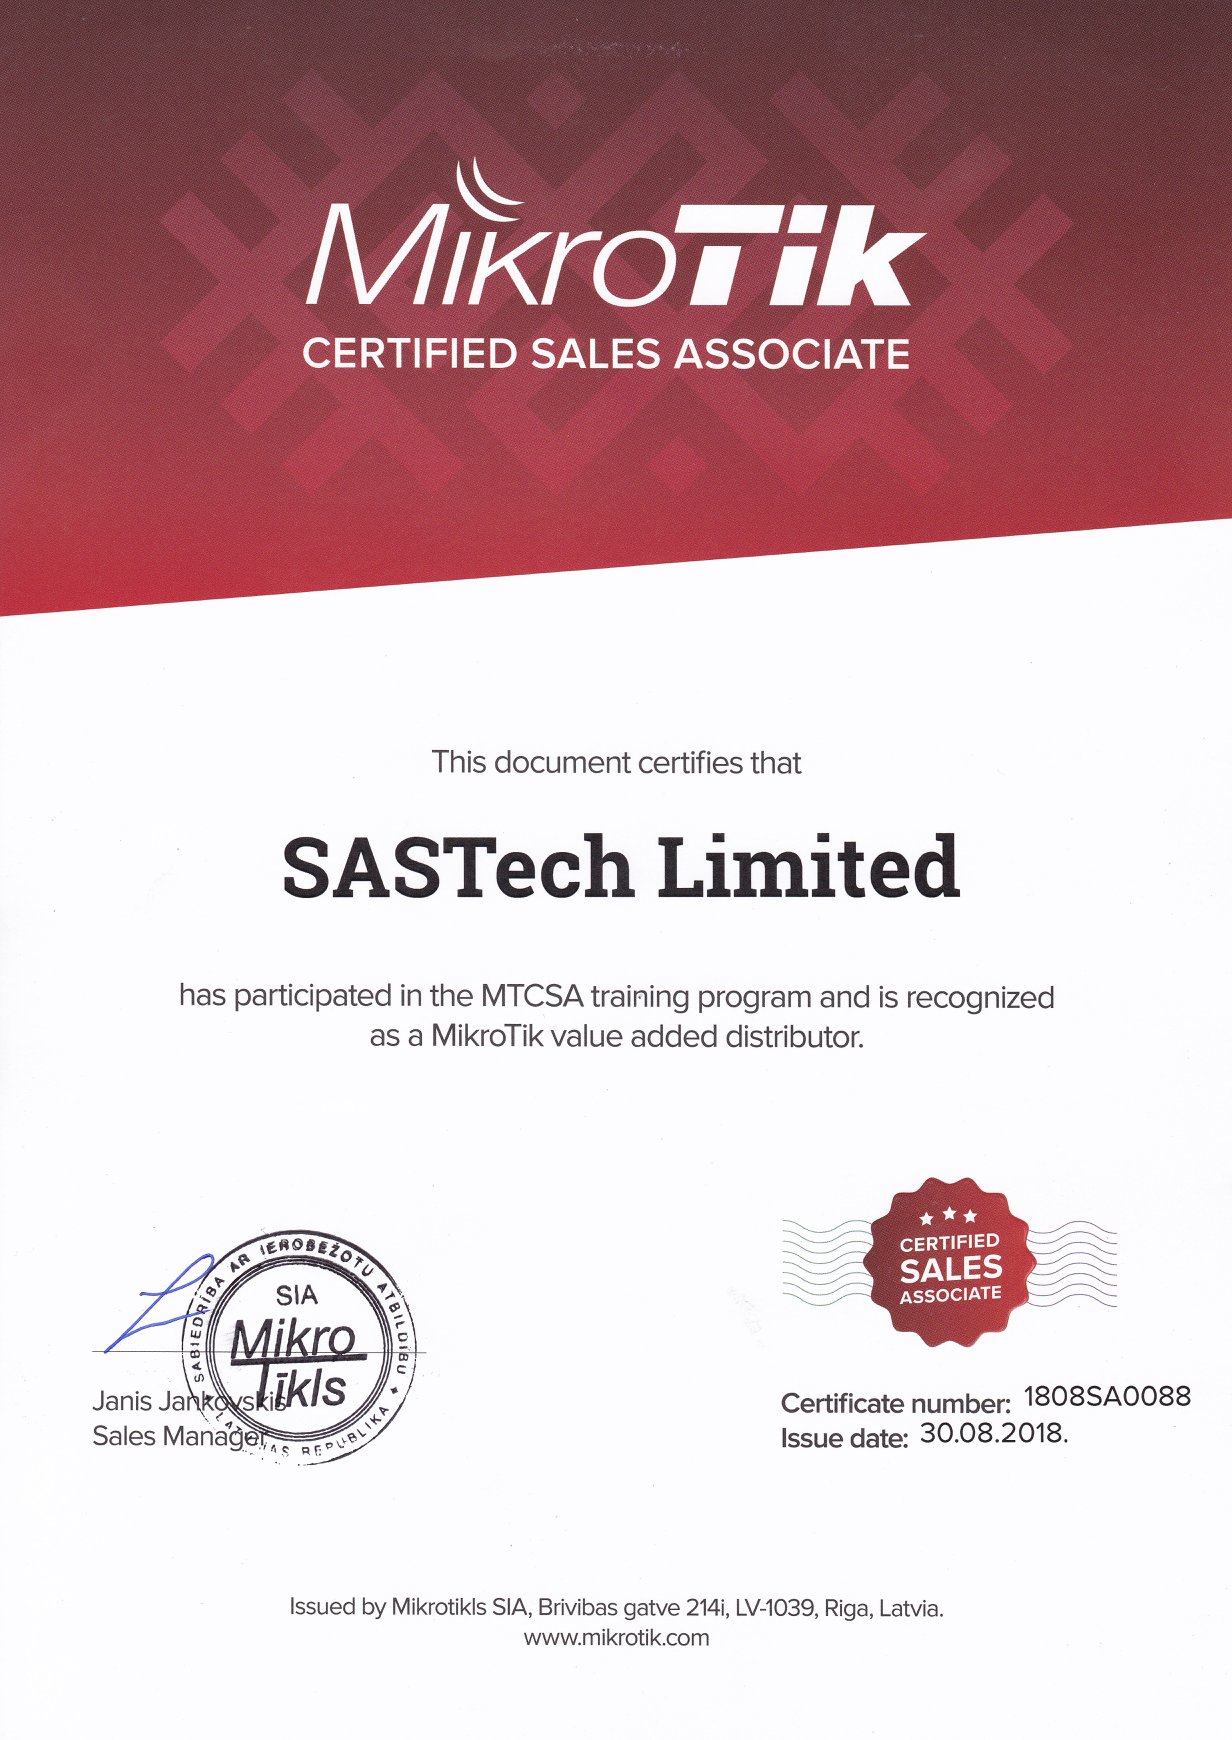 MikroTik
CERTIFIED SALES ASSOCIATE
This document certifies that
SASTech Limited
has participated in the MTCSA training program and is recognized
as a MikroTik value added distributor.
SABIEDRĪBA AR IEROBEŽOTU ATBILDĪBU
LATVIJAS REPUBLIKA
SIA
Mikro
Tīkls
Janis Jankovskis
Sales Manager
CERTIFIED
SALES
ASSOCIATE
Certificate number: 1808SA0088
Issue date: 30.08.2018.
Issued by Mikrotikls SIA, Brivibas gatve 214i, LV-1039, Riga, Latvia.
www.mikrotik.com